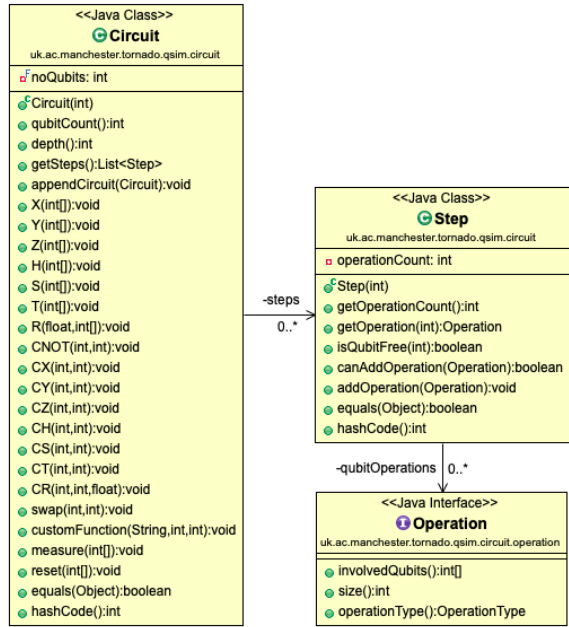 <<Java Class>>
Circuit
uk.ac.manchester.tornado.qsim.circuit
noQubits: int
Circuit(int)
qubitCount():int
depth():int
getSteps():List<Step>
appendCircuit(Circuit):void
X(int[]):void
Y(int[]):void
Z(int[]):void
H(int[]):void
S(int[]):void
T(int[]):void
R(float,int[]):void
CNOT(int,int):void
CX(int,int):void
CY(int,int):void
CZ(int,int):void
CH(int,int):void
CS(int,int):void
CT(int,int):void
CR(int,int,float):void
swap(int,int):void
customFunction(String,int,int):void
measure(int[]):void
reset(int[]):void
equals(Object):boolean
hashCode():int
-steps
0..*
<<Java Class>>
Step
uk.ac.manchester.tornado.qsim.circuit
operationCount: int
Step(int)
getOperationCount():int
getOperation(int):Operation
isQubitFree(int):boolean
canAddOperation(Operation):boolean
addOperation(Operation):void
equals(Object):boolean
hashCode():int
-qubitOperations 0..*
<<Java Interface>>
Operation
uk.ac.manchester.tornado.qsim.circuit.operation
involvedQubits():int[]
size():int
operationType():OperationType